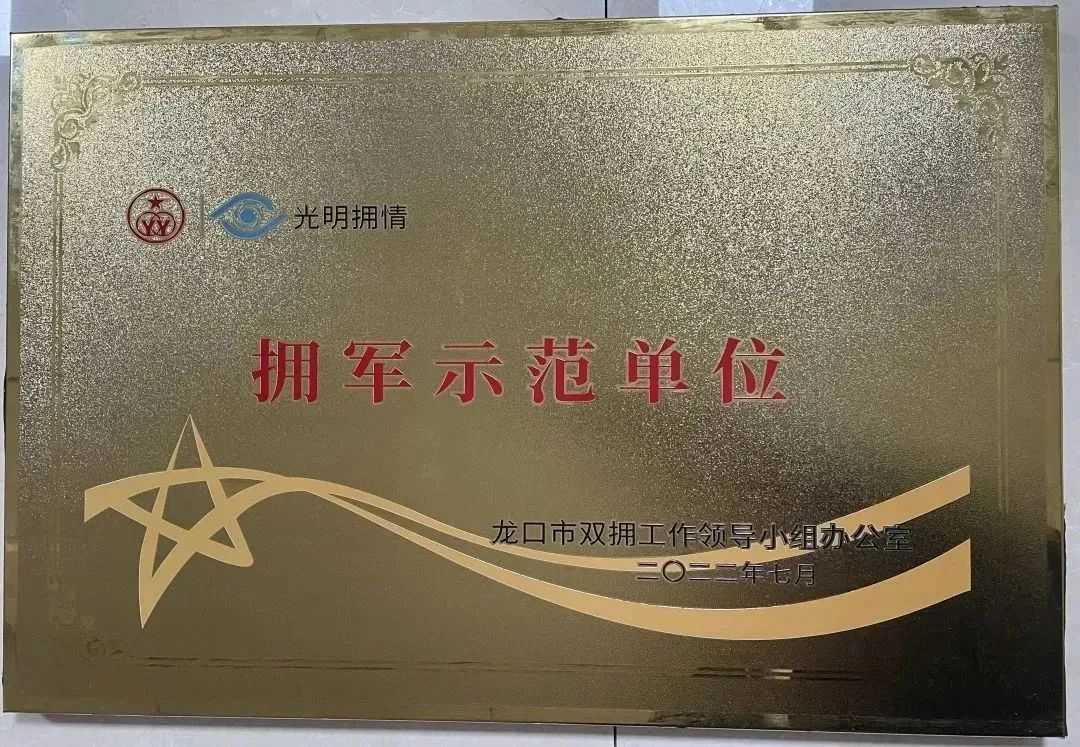 光明拥情
拥军示范单位
龙口市双拥工作领导小组办公室
二〇二二年七月